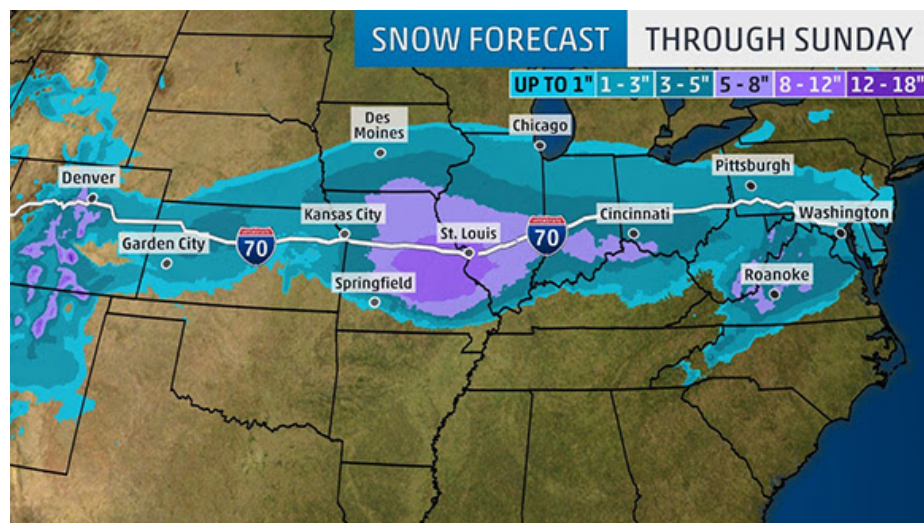 SNOW FORECAST THROUGH SUNDAY
UP TO 1" 1 - 3" 3 - 5" 5 - 8" 8 - 12" 12 - 18"
Des
Moines
Chicago
Pittsburgh
Denver
Kansas City
Cincinnati
Washington
St. Louis
70
Garden City
70
Springfield
Roanoke